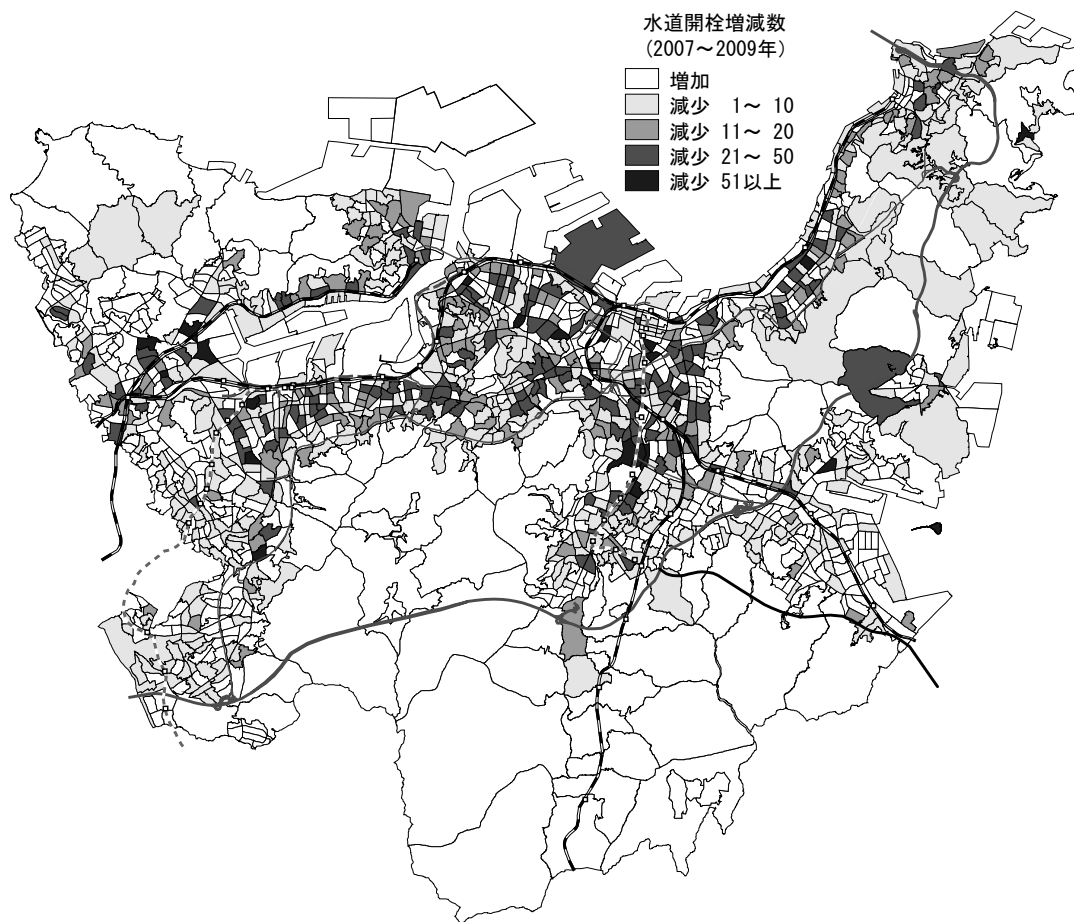 水道開栓増減数
(2007～2009年)
増加
減少 1～ 10
減少 11～ 20
減少 21～ 50
減少 51以上